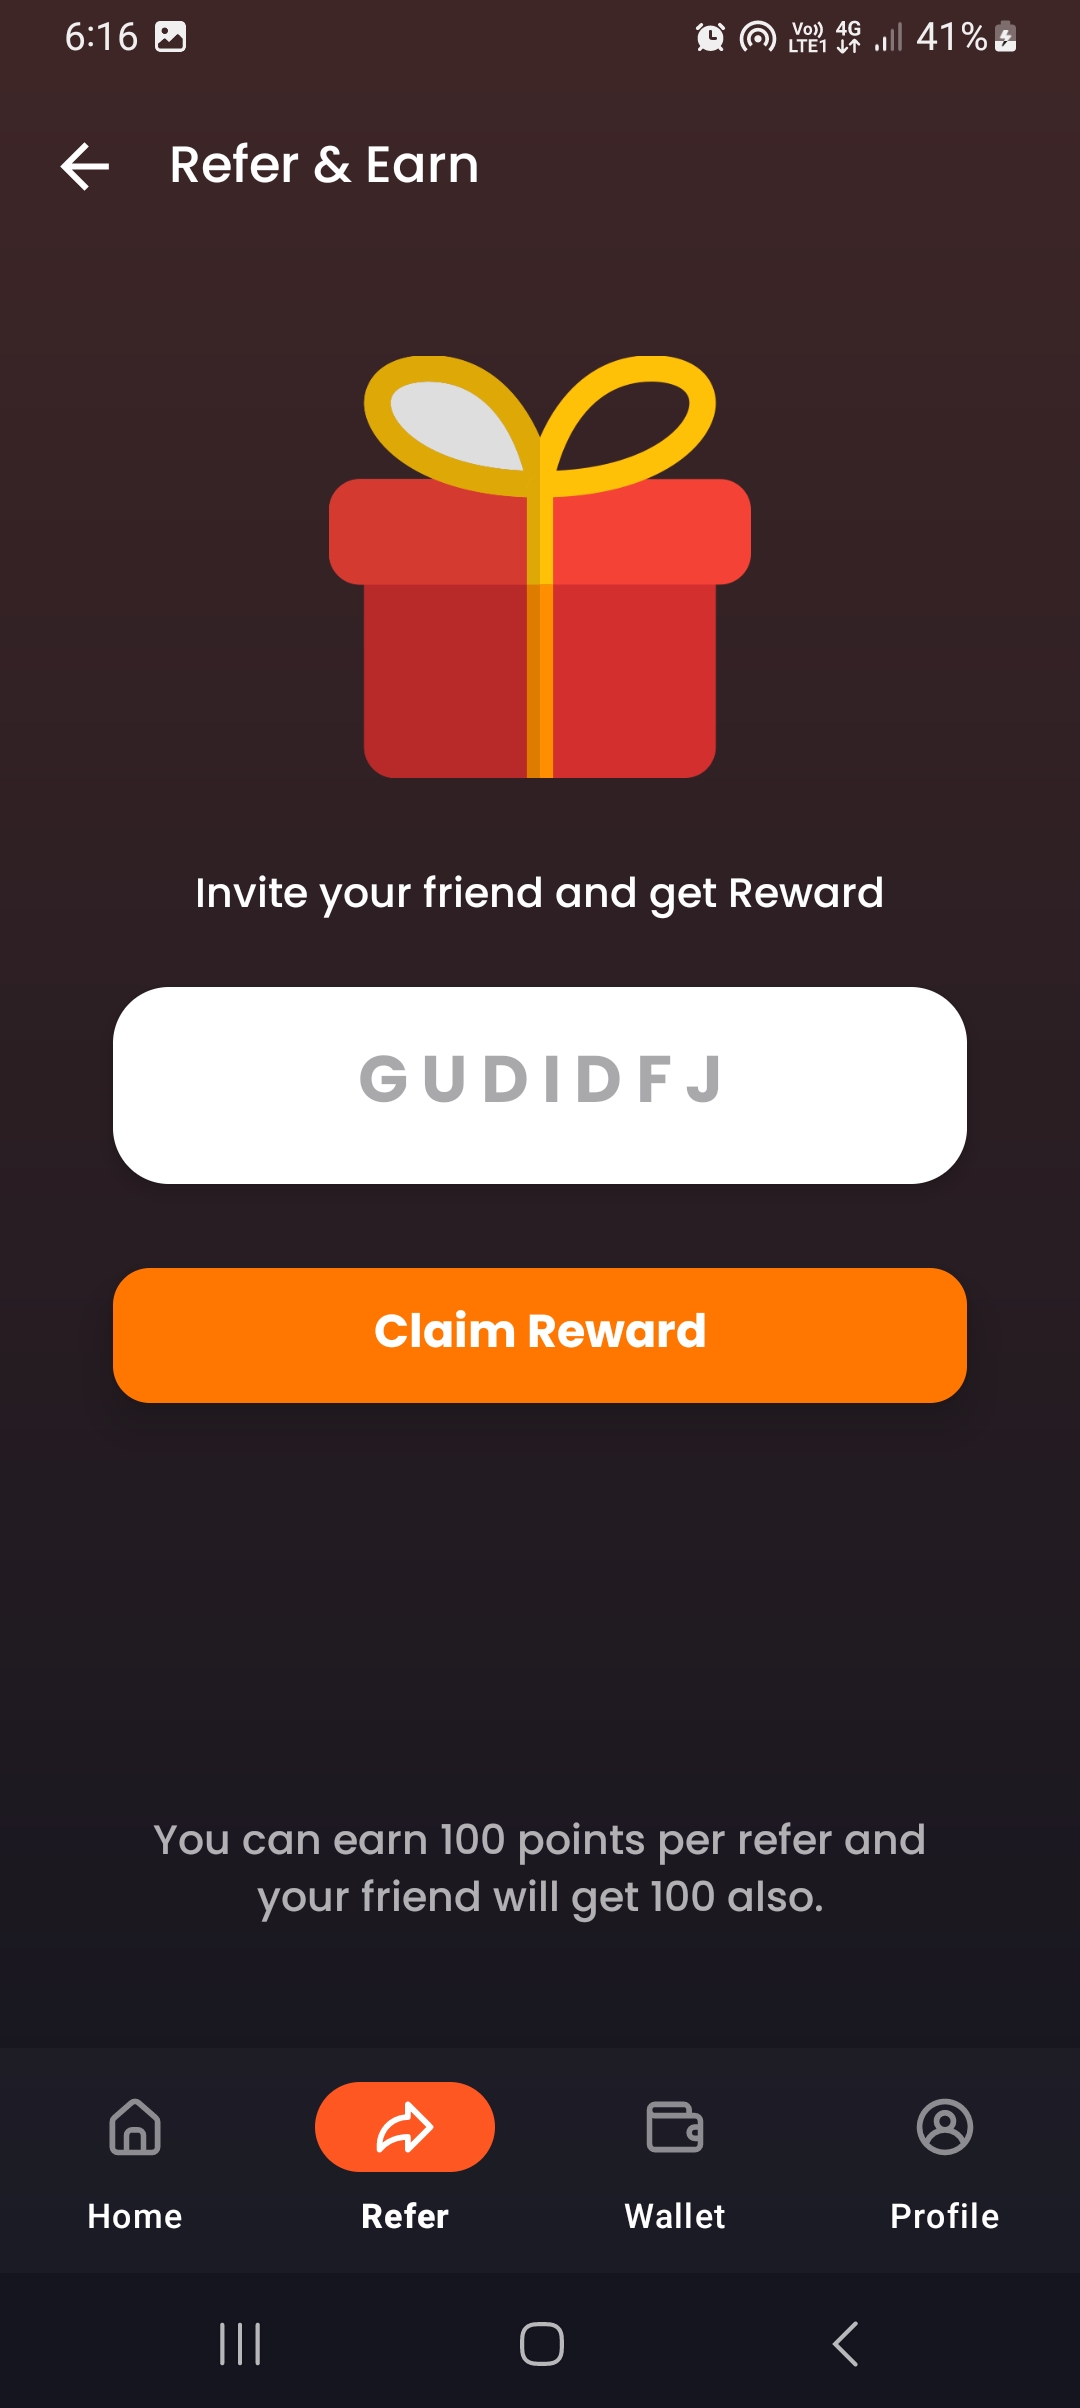 6:16
Vo)) LTE1 4G 41%
Refer & Earn
Invite your friend and get Reward
GUDIDFJ
Claim Reward
You can earn 100 points per refer and
your friend will get 100 also.
Home Refer Wallet Profile